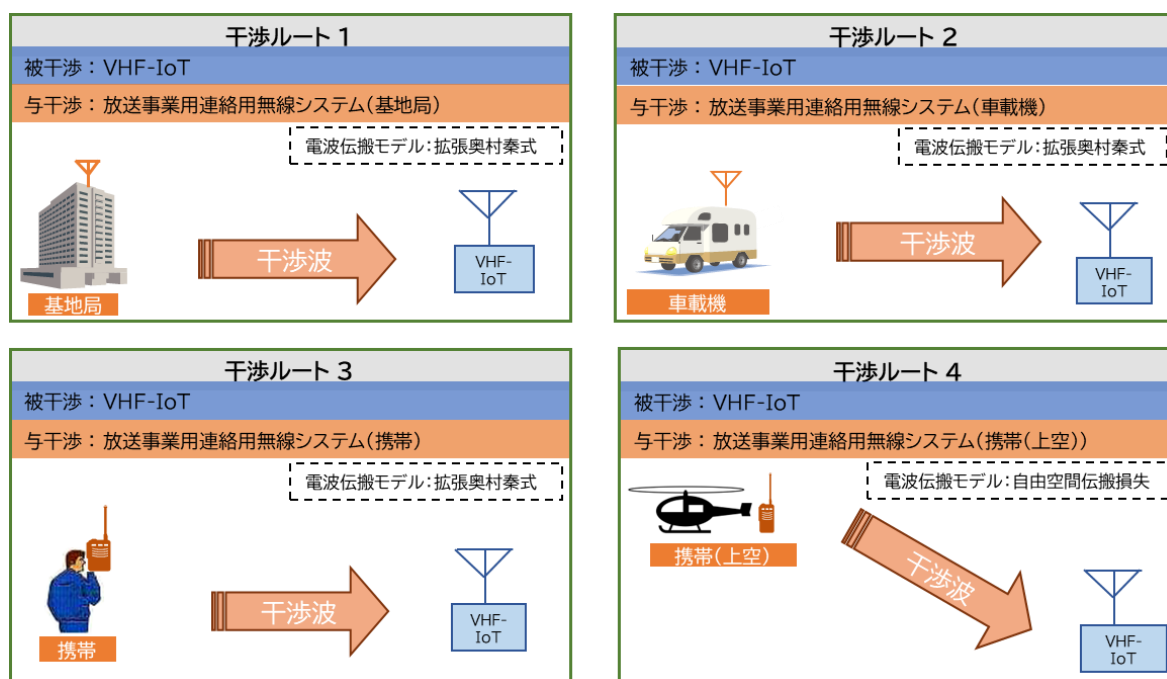 干渉ルート 1
被干渉：VHF-IoT
与干渉：放送事業用連絡用無線システム(基地局)
電波伝搬モデル：拡張奥村秦式
干渉波
VHF-
IoT
基地局
干渉ルート 2
被干渉：VHF-IoT
与干渉：放送事業用連絡用無線システム(車載機)
電波伝搬モデル：拡張奥村秦式
干渉波
VHF-
IoT
車載機
干渉ルート 3
被干渉：VHF-IoT
与干渉：放送事業用連絡用無線システム(携帯)
電波伝搬モデル：拡張奥村秦式
干渉波
VHF-
IoT
携帯
干渉ルート 4
被干渉：VHF-IoT
与干渉：放送事業用連絡用無線システム(携帯(上空))
電波伝搬モデル：自由空間伝搬損失
携帯(上空)
干渉波
VHF-
IoT